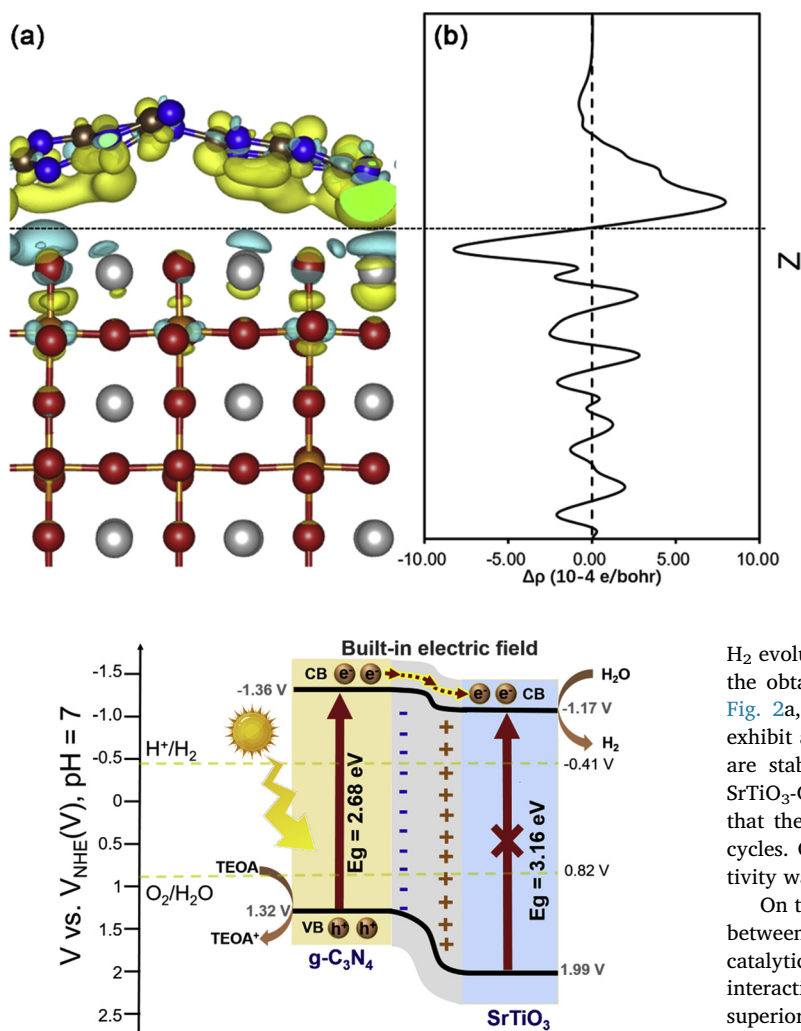 (a)
(b)
Z
-10.00 -5.00 0.00 5.00 10.00
Δρ (10-4 e/bohr)
Built-in electric field
V vs. V_NHE(V), pH = 7
-1.5
-1.0
-0.5
0
0.5
1
1.5
2
2.5
CB e⁻ e⁻
e⁻ e⁻ CB
H₂O
-1.36 V
-1.17 V
H₂
H⁺/H₂
-0.41 V
Eg = 2.68 eV
Eg = 3.16 eV
TEOA
0.82 V
O₂/H₂O
1.32 V
TEOA⁺
VB h⁺ h⁺
1.99 V
g-C₃N₄
SrTiO₃
H₂ evolu
the obta
Fig. 2a,
exhibit a
are stab
SrTiO₃-
that the
cycles.
tivity wa
On t
between
catalytic
interacti
superior